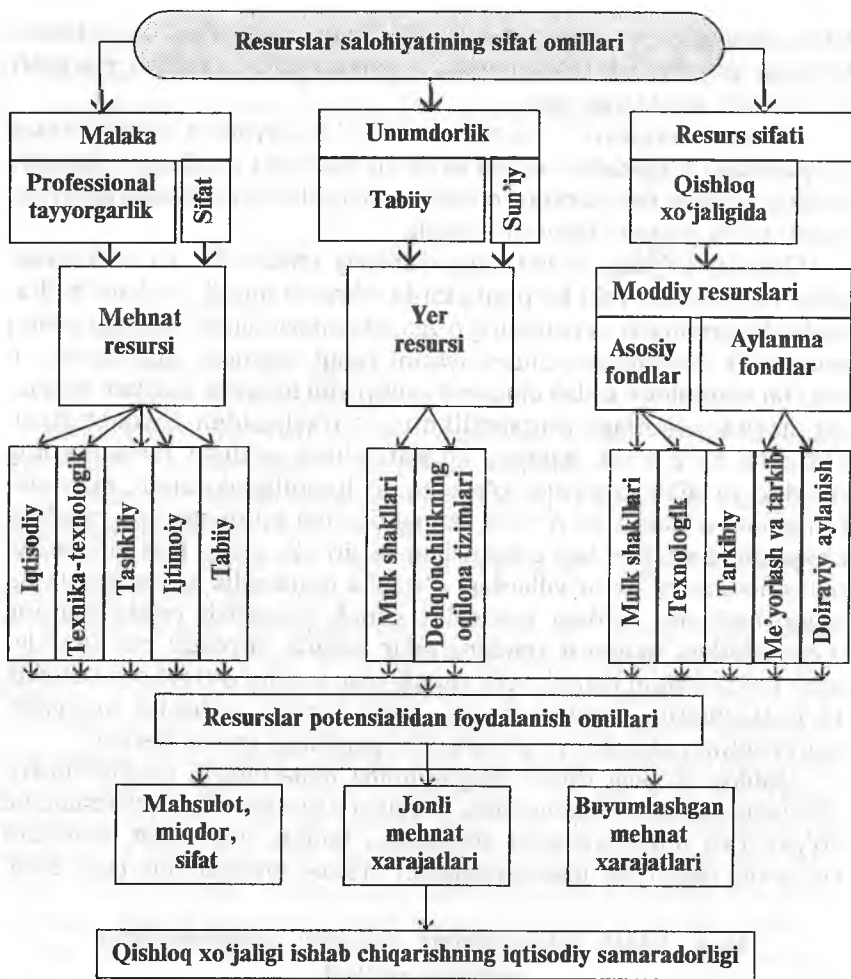 Resurslar salohiyatining sifat omillari
Malaka
Professional
tayyorgarlik
Sifat
Unumdorlik
Tabiiy
Sun’iy
Resurs sifati
Qishloq
xo‘jaligida
Mehnat
resursi
Yer
resursi
Moddiy resurslari
Asosiy
fondlar
Aylanma
fondlar
Iqtisodiy
Texnika-texnologik
Tashkiliy
Ijtimoiy
Tabiiy
Mulk shakllari
Dehqonchilikning
oqilona tizimlari
Mulk shakllari
Texnologik
Tarkibiy
Me’yorlash va tarkib
Doiraviy aylanish
Resurslar potensialidan foydalanish omillari
Mahsulot,
miqdor,
sifat
Jonli
mehnat
xarajatlari
Buyumlashgan
mehnat
xarajatlari
Qishloq xo‘jaligi ishlab chiqarishning iqtisodiy samaradorligi